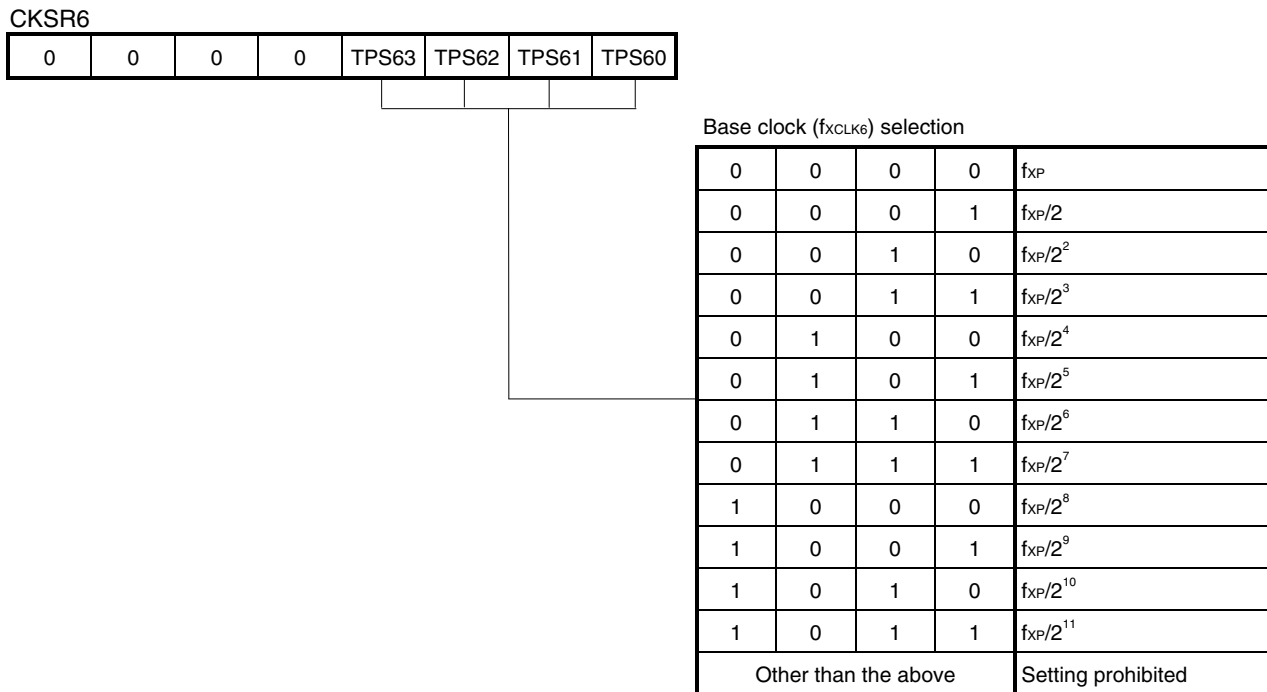 CKSR6
0 0 0 0 TPS63 TPS62 TPS61 TPS60
Base clock (fXCLK6) selection
0 0 0 0 fXP
0 0 0 1 fXP/2
0 0 1 0 fXP/2²
0 0 1 1 fXP/2³
0 1 0 0 fXP/2⁴
0 1 0 1 fXP/2⁵
0 1 1 0 fXP/2⁶
0 1 1 1 fXP/2⁷
1 0 0 0 fXP/2⁸
1 0 0 1 fXP/2⁹
1 0 1 0 fXP/2¹⁰
1 0 1 1 fXP/2¹¹
Other than the above Setting prohibited